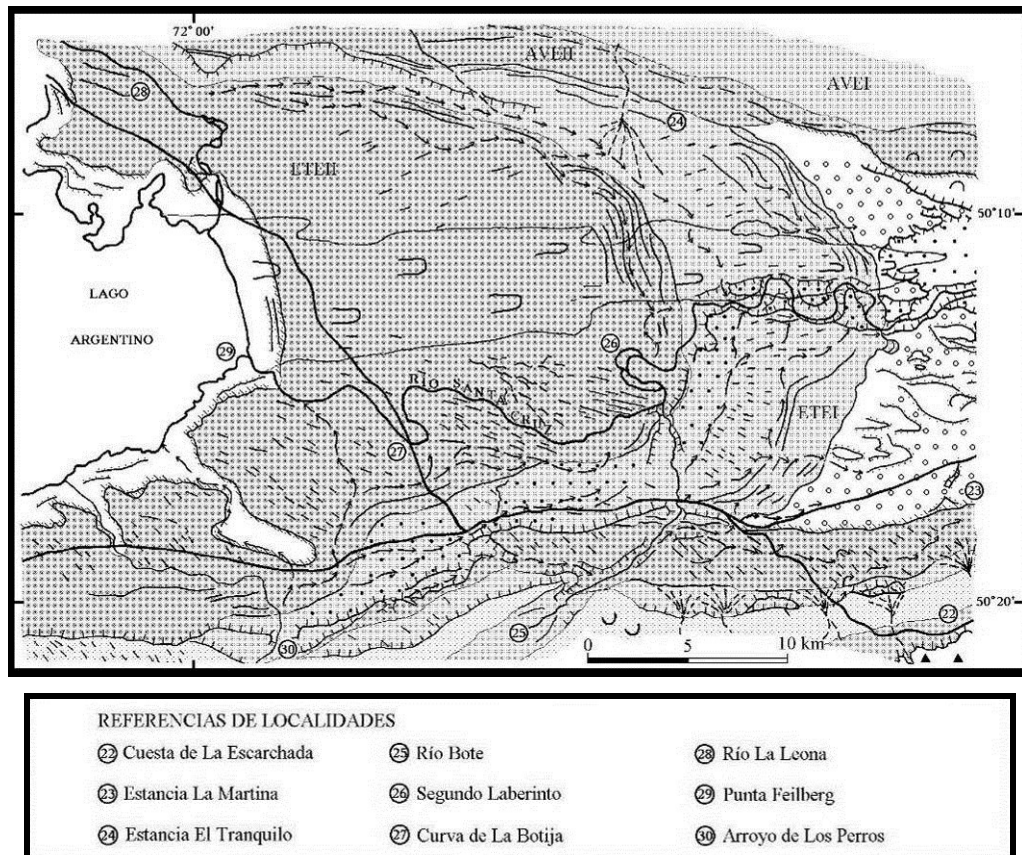 72° 00'
AVEII
AVEI
28
24
ETEII
50° 10'
LAGO
ARGENTINO
29
26
RÍO SANTA CRUZ
ETEI
27
23
50° 20'
22
25
30
0 5 10 km
REFERENCIAS DE LOCALIDADES
22 Cuesta de La Escarchada
25 Río Bote
28 Río La Leona
23 Estancia La Martina
26 Segundo Laberinto
29 Punta Feilberg
24 Estancia El Tranquilo
27 Curva de La Botija
30 Arroyo de Los Perros